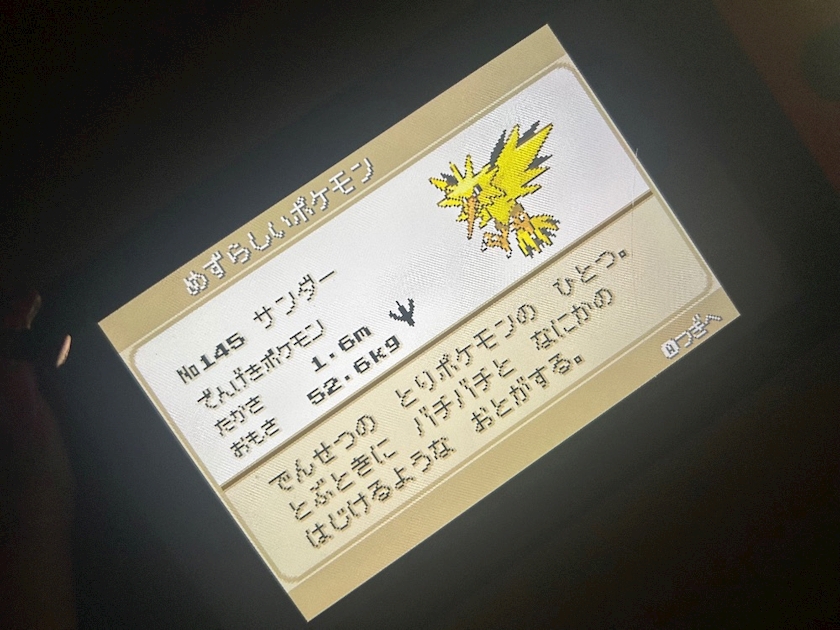 めずらしいポケモン
No145 サンダー
でんげきポケモン
たかさ 1.6m
おもさ 52.6kg
でんせつの とりポケモンの ひとつ。
とぶときに バチバチと なにかの
はじけるような おとがする。
Aつぎへ